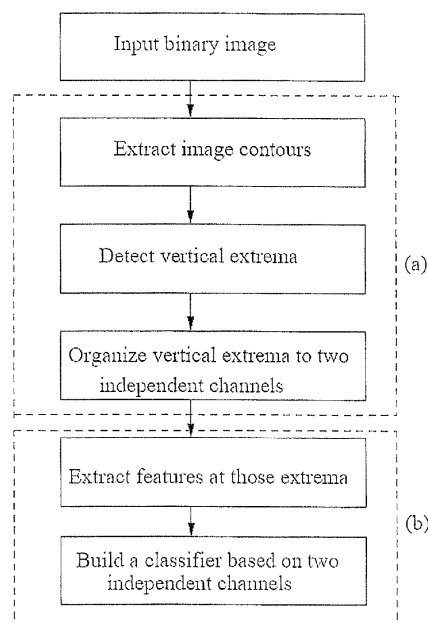 Input binary image
Extract image contours
Detect vertical extrema
(a)
Organize vertical extrema to two
independent channels
Extract features at those extrema
(b)
Build a classifier based on two
independent channels